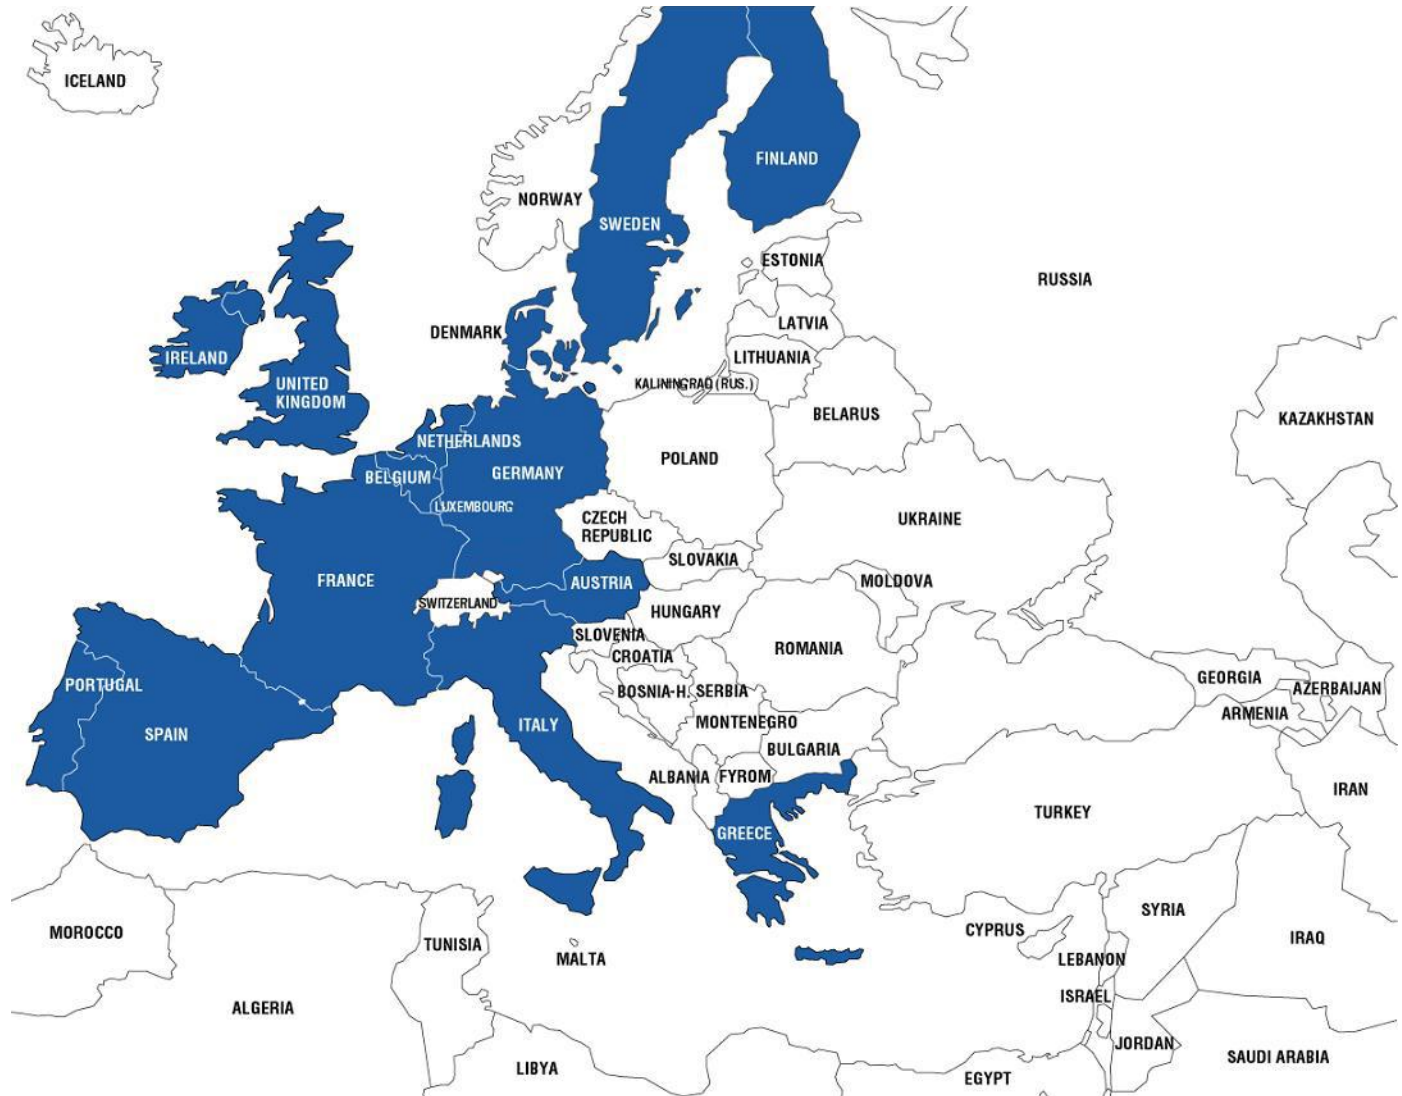 ICELAND
FINLAND
NORWAY
SWEDEN
ESTONIA
RUSSIA
LATVIA
DENMARK
LITHUANIA
IRELAND
KALININGRAD (RUS.)
UNITED
KINGDOM
BELARUS
KAZAKHSTAN
NETHERLANDS
POLAND
GERMANY
BELGIUM
LUXEMBOURG
CZECH
REPUBLIC
UKRAINE
SLOVAKIA
FRANCE
AUSTRIA
MOLDOVA
SWITZERLAND
HUNGARY
SLOVENIA
ROMANIA
CROATIA
GEORGIA
PORTUGAL
BOSNIA-H.
SERBIA
AZERBAIJAN
ARMENIA
MONTENEGRO
ITALY
SPAIN
BULGARIA
ALBANIA
FYROM
IRAN
TURKEY
GREECE
SYRIA
CYPRUS
MOROCCO
IRAQ
TUNISIA
MALTA
LEBANON
ISRAEL
ALGERIA
JORDAN
SAUDI ARABIA
LIBYA
EGYPT